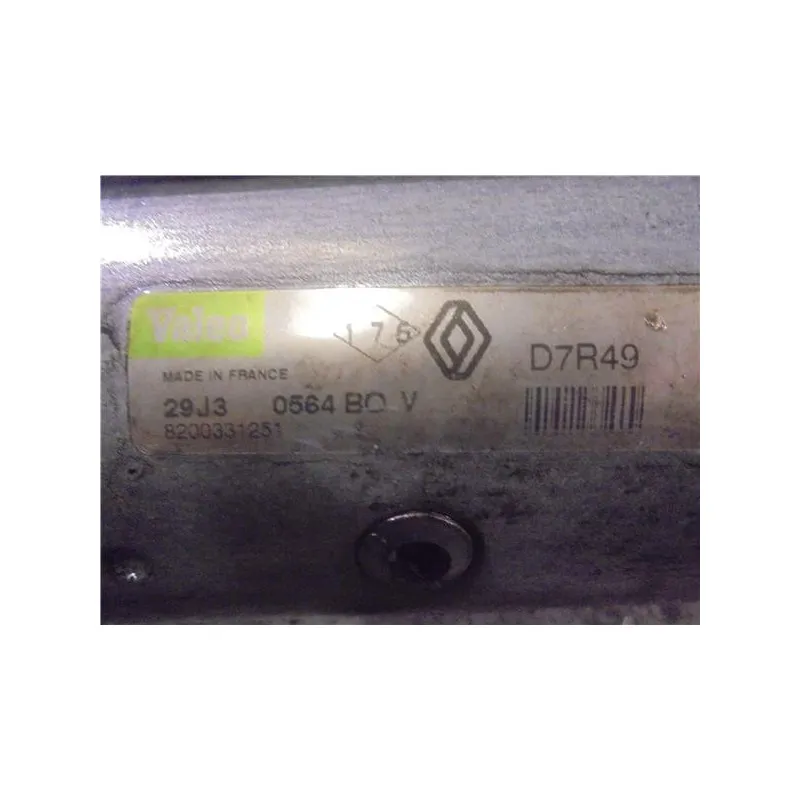 Valeo 175 D7R49
MADE IN FRANCE
29J3 0564 BO V
8200331251